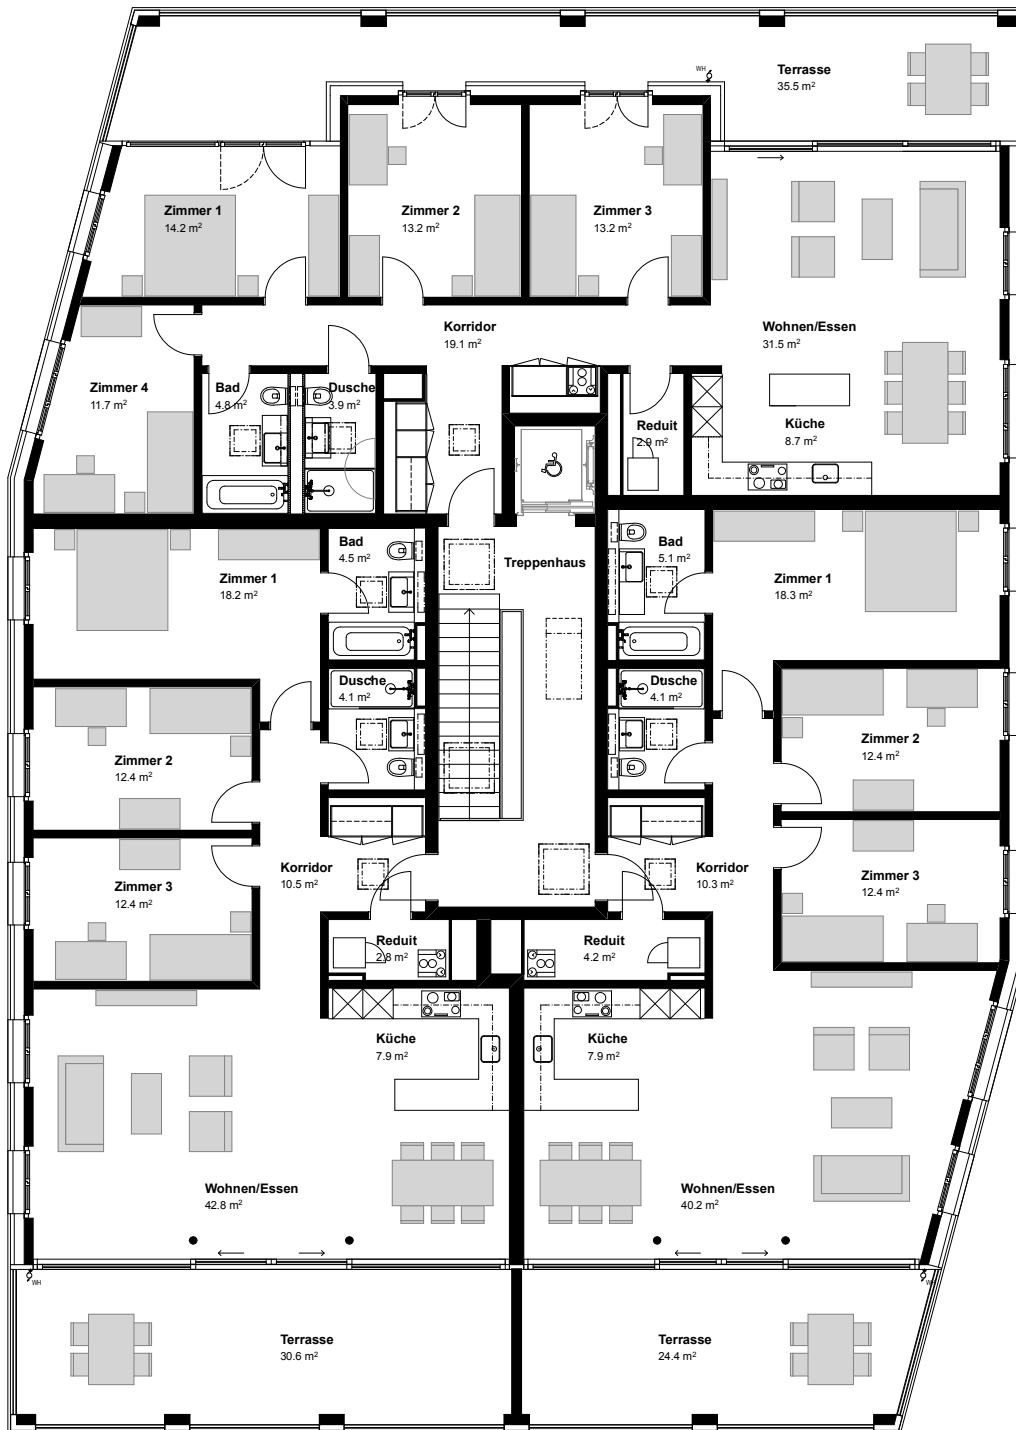 WH
Terrasse
35.5 m²
Zimmer 1
14.2 m²
Zimmer 2
13.2 m²
Zimmer 3
13.2 m²
Korridor
19.1 m²
Wohnen/Essen
31.5 m²
Zimmer 4
11.7 m²
Bad
4.8 m²
Dusche
3.9 m²
Reduit
2.9 m²
Küche
8.7 m²
Zimmer 1
18.2 m²
Bad
4.5 m²
Treppenhaus
Bad
5.1 m²
Zimmer 1
18.3 m²
Dusche
4.1 m²
Dusche
4.1 m²
Zimmer 2
12.4 m²
Zimmer 2
12.4 m²
Zimmer 3
12.4 m²
Korridor
10.5 m²
Korridor
10.3 m²
Zimmer 3
12.4 m²
Reduit
2.8 m²
Reduit
4.2 m²
Küche
7.9 m²
Küche
7.9 m²
Wohnen/Essen
42.8 m²
Wohnen/Essen
40.2 m²
WH
WH
Terrasse
30.6 m²
Terrasse
24.4 m²